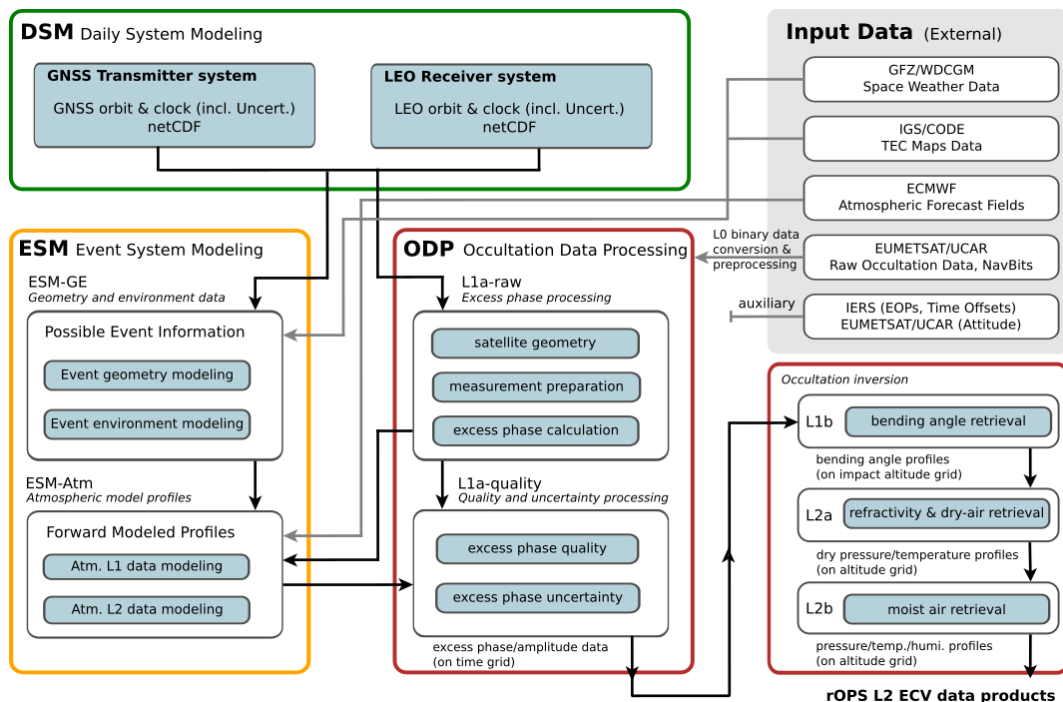 DSM Daily System Modeling
GNSS Transmitter system
GNSS orbit & clock (incl. Uncert.)
netCDF
LEO Receiver system
LEO orbit & clock (incl. Uncert.)
netCDF
Input Data (External)
GFZ/WDCGM
Space Weather Data
IGS/CODE
TEC Maps Data
ECMWF
Atmospheric Forecast Fields
L0 binary data
conversion &
preprocessing
EUMETSAT/UCAR
Raw Occultation Data, NavBits
auxiliary
IERS (EOPs, Time Offsets)
EUMETSAT/UCAR (Attitude)
ESM Event System Modeling
ESM-GE
Geometry and environment data
Possible Event Information
Event geometry modeling
Event environment modeling
ESM-Atm
Atmospheric model profiles
Forward Modeled Profiles
Atm. L1 data modeling
Atm. L2 data modeling
ODP Occultation Data Processing
L1a-raw
Excess phase processing
satellite geometry
measurement preparation
excess phase calculation
L1a-quality
Quality and uncertainty processing
excess phase quality
excess phase uncertainty
excess phase/amplitude data
(on time grid)
Occultation inversion
L1b
bending angle retrieval
bending angle profiles
(on impact altitude grid)
L2a
refractivity & dry-air retrieval
dry pressure/temperature profiles
(on altitude grid)
L2b
moist air retrieval
pressure/temp./humi. profiles
(on altitude grid)
rOPS L2 ECV data products